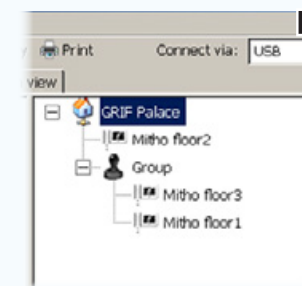 Print Connect via: USB
view
GRIF Palace
Mitho floor2
Group
Mitho floor3
Mitho floor1